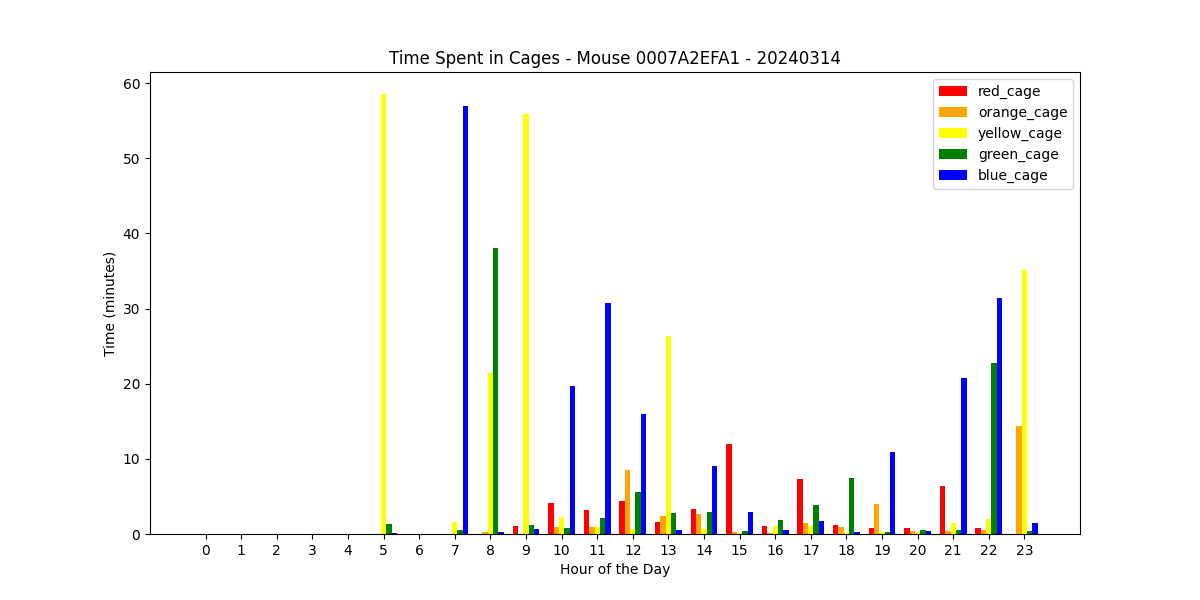 Time Spent in Cages - Mouse 0007A2EFA1 - 20240314
60
50
40
30
20
10
0
Time (minutes)
red_cage
orange_cage
yellow_cage
green_cage
blue_cage
0 1 2 3 4 5 6 7 8 9 10 11 12 13 14 15 16 17 18 19 20 21 22 23
Hour of the Day